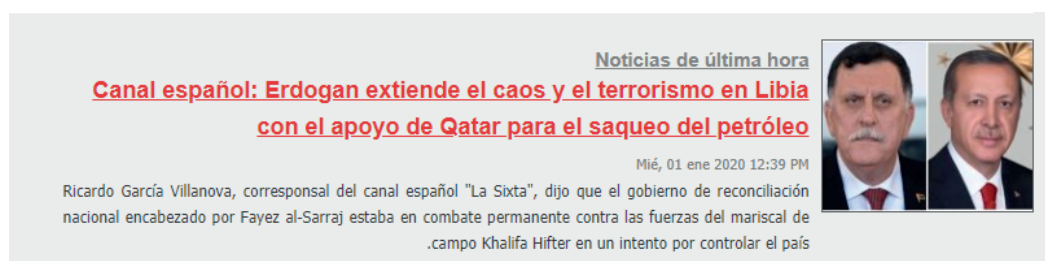 Noticias de última hora
Canal español: Erdogan extiende el caos y el terrorismo en Libia
con el apoyo de Qatar para el saqueo del petróleo
Mié, 01 ene 2020 12:39 PM
Ricardo García Villanova, corresponsal del canal español "La Sixta", dijo que el gobierno de reconciliación
nacional encabezado por Fayez al-Sarraj estaba en combate permanente contra las fuerzas del mariscal de
.campo Khalifa Hifter en un intento por controlar el país